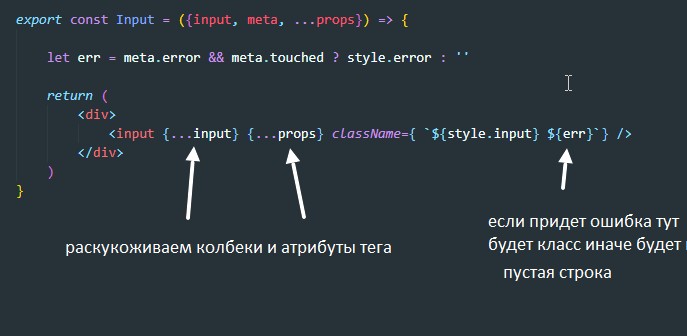 export const Input = ({input, meta, ...props}) => {
let err = meta.error && meta.touched ? style.error : ''
return (
<div>
<input {...input} {...props} className={ `${style.input} ${err}`} />
</div>
)
}
раскукоживаем колбеки и атрибуты тега
если придет ошибка тут
будет класс иначе будет
пустая строка